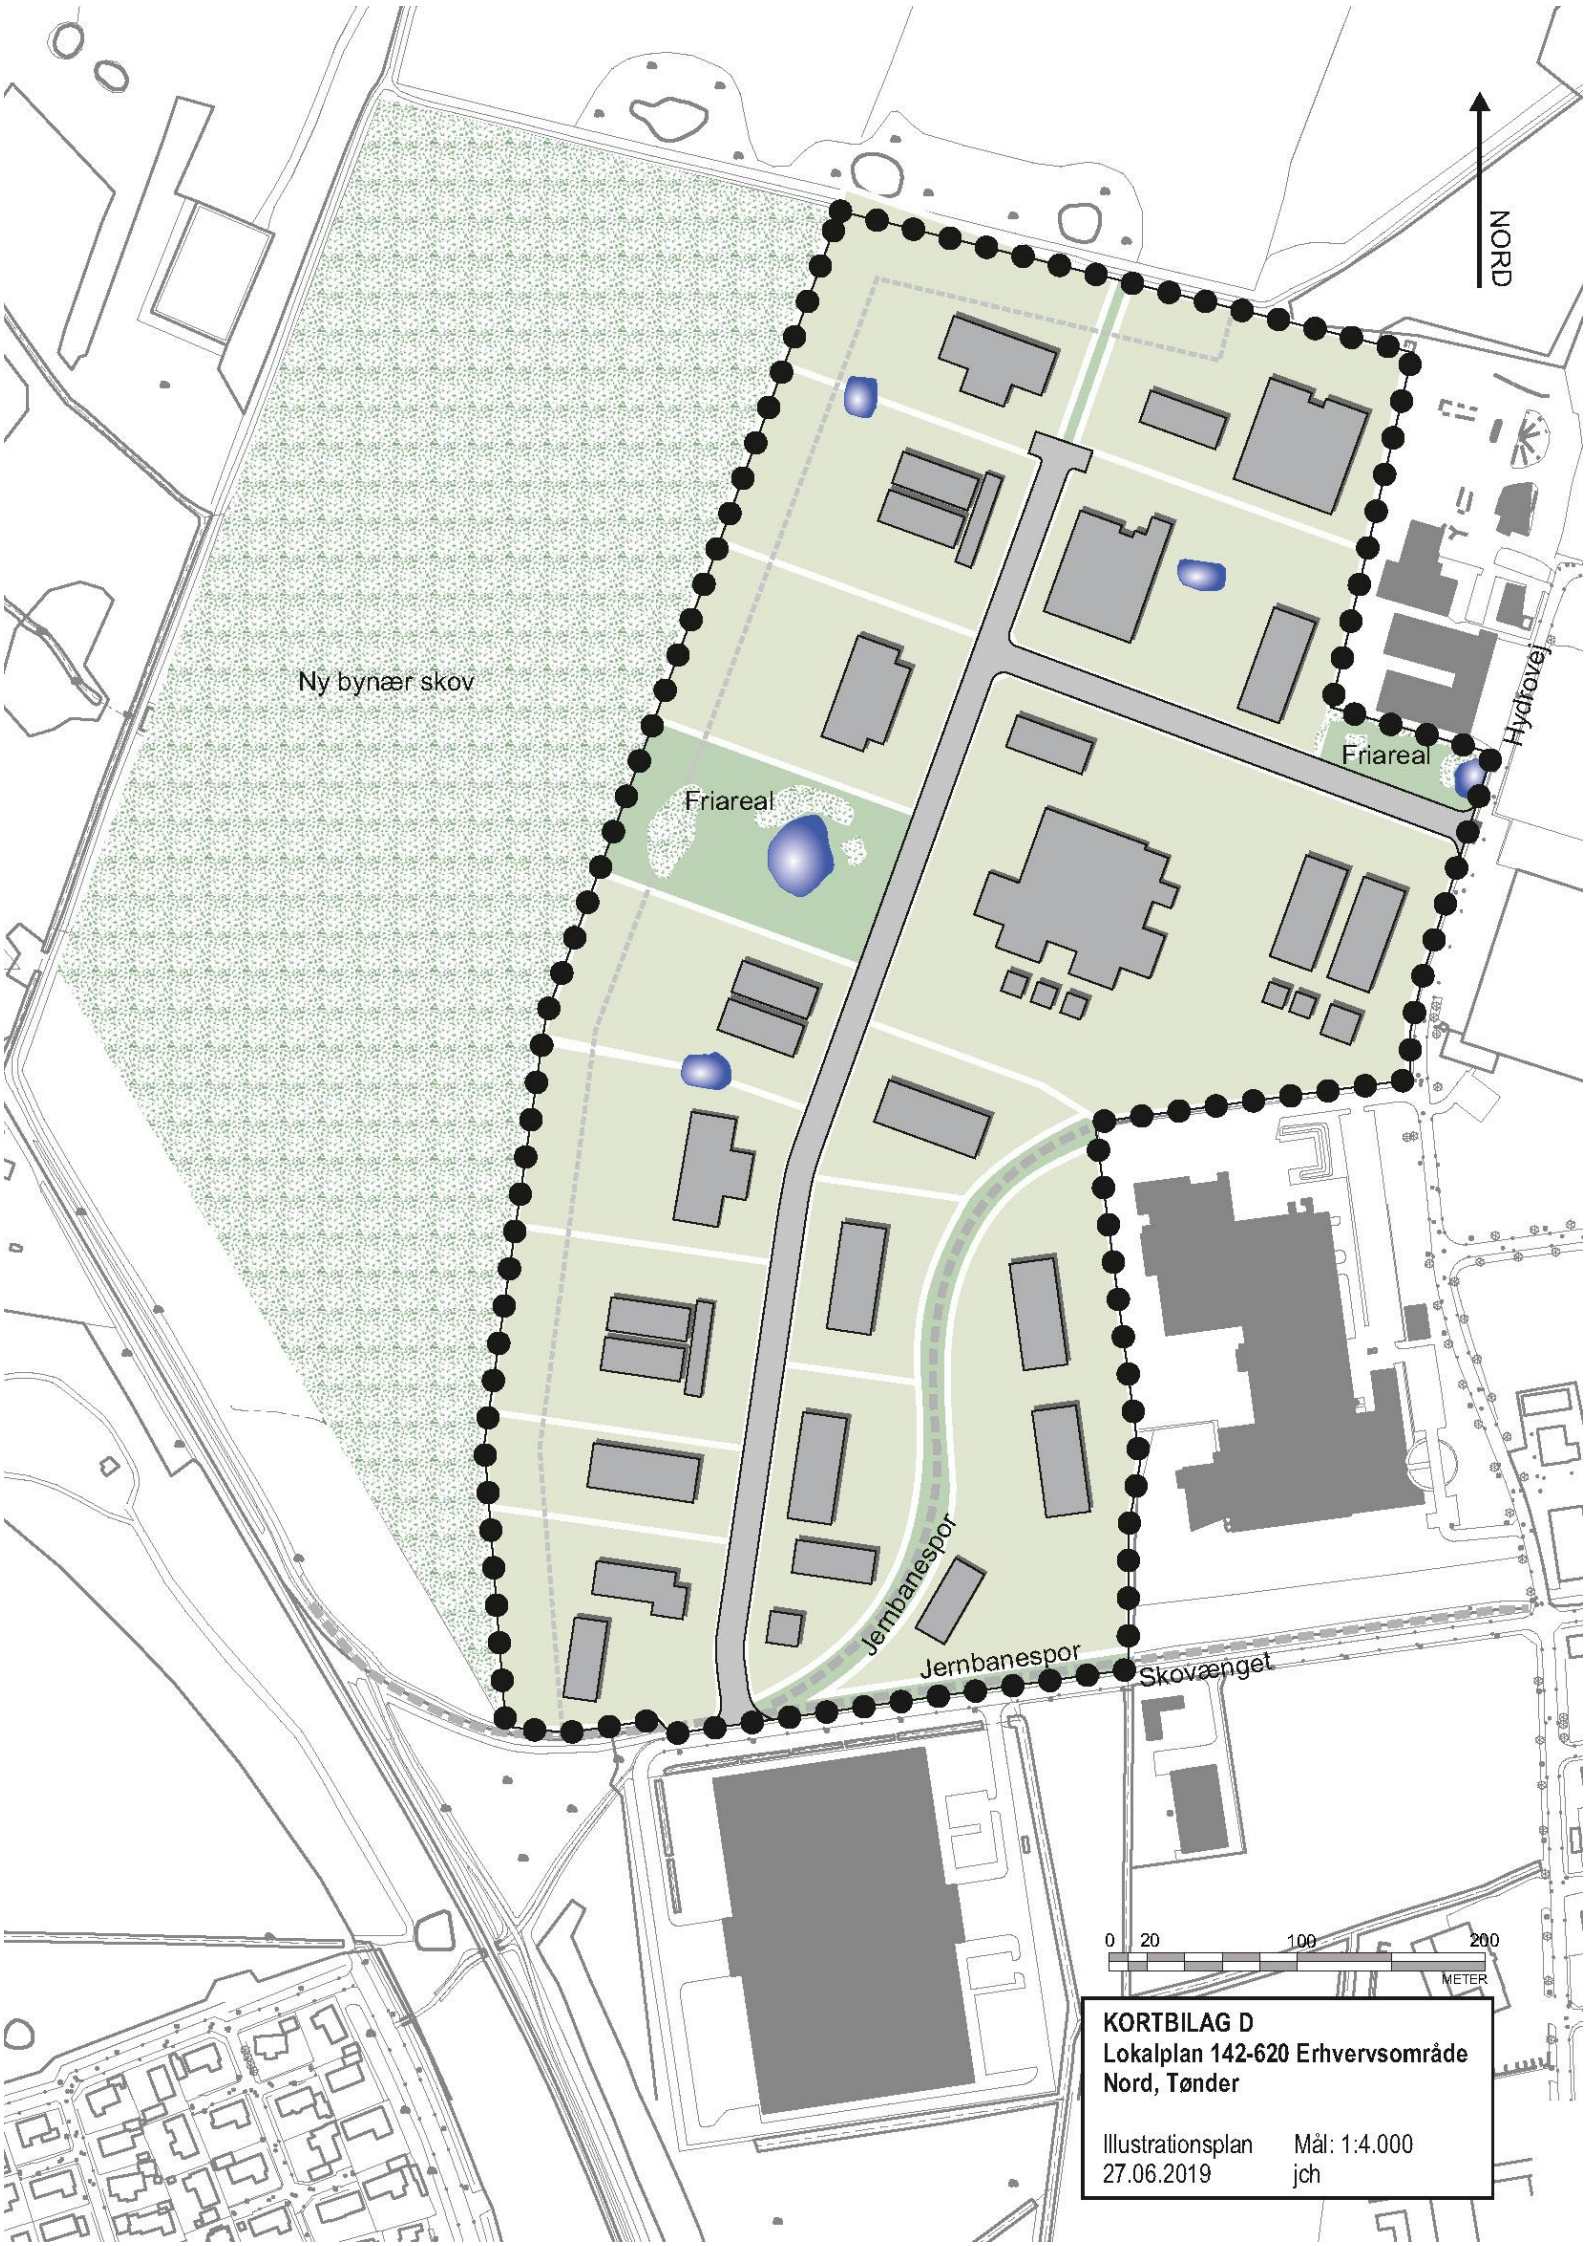 NORD
Ny bynær skov
Hydrovej
Friareal
Friareal
Jernbanespor
Jernbanespor
Skovænget
0 20 100 200
METER
KORTBILAG D
Lokalplan 142-620 Erhvervsområde
Nord, Tønder
Illustrationsplan Mål: 1:4.000
27.06.2019 jch